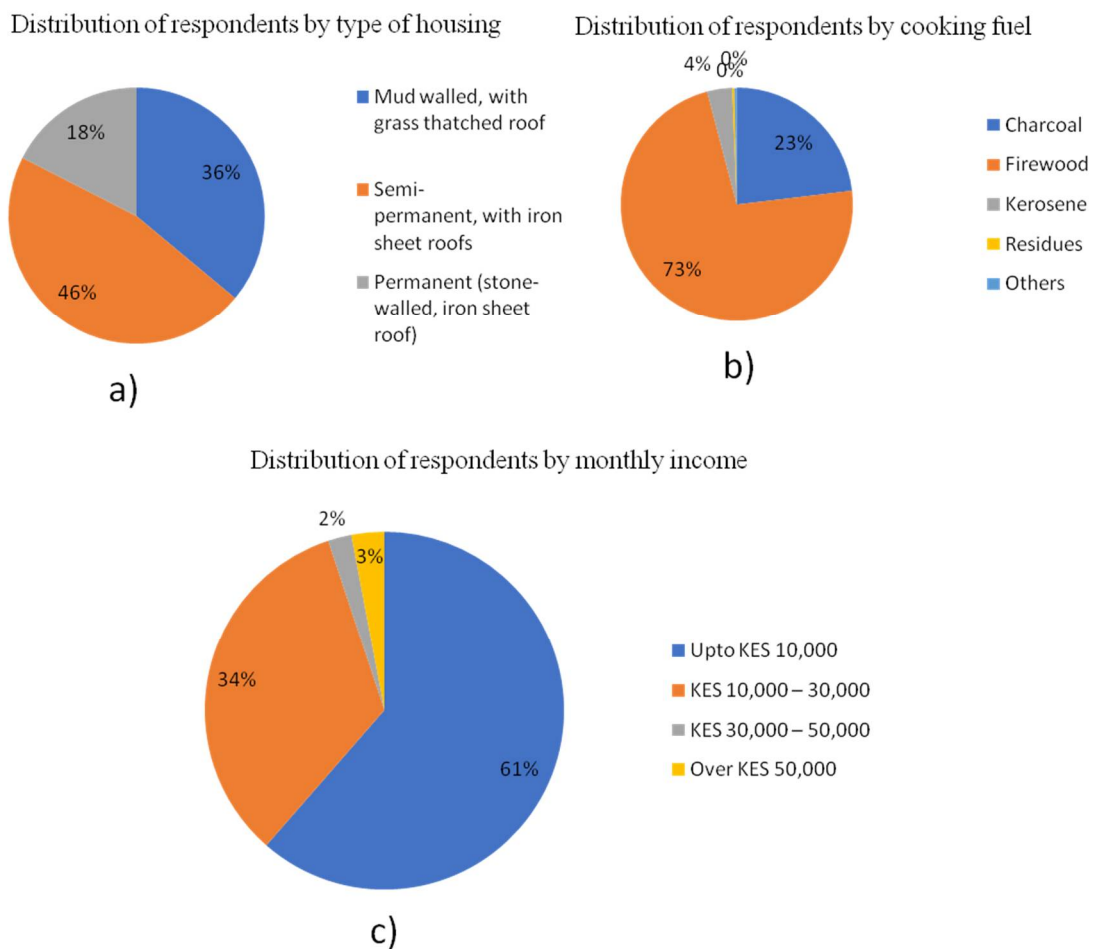 Distribution of respondents by type of housing
18%
36%
46%
Mud walled, with
grass thatched roof
Semi-
permanent, with iron
sheet roofs
Permanent (stone-
walled, iron sheet
roof)
a)
Distribution of respondents by cooking fuel
4%
0%
0%
23%
73%
Charcoal
Firewood
Kerosene
Residues
Others
b)
Distribution of respondents by monthly income
2%
3%
34%
61%
Upto KES 10,000
KES 10,000 – 30,000
KES 30,000 – 50,000
Over KES 50,000
c)